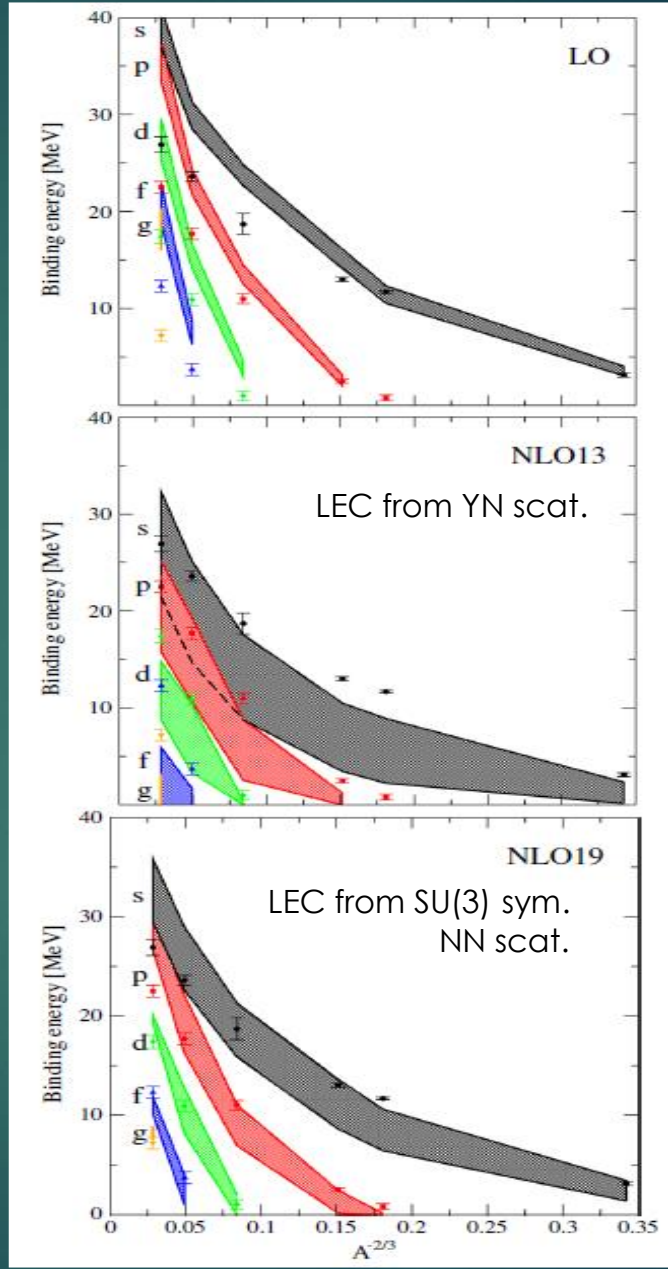 40
s
LO
p
30
d
Binding energy [MeV]
f
20
g
10
40
NLO13
LEC from YN scat.
s
30
p
Binding energy [MeV]
20
d
10
f
g
0
40
NLO19
LEC from SU(3) sym.
NN scat.
s
30
p
Binding energy [MeV]
20
d
f
10
g
0
0 0.05 0.1 0.15 0.2 0.25 0.3 0.35
A^-2/3